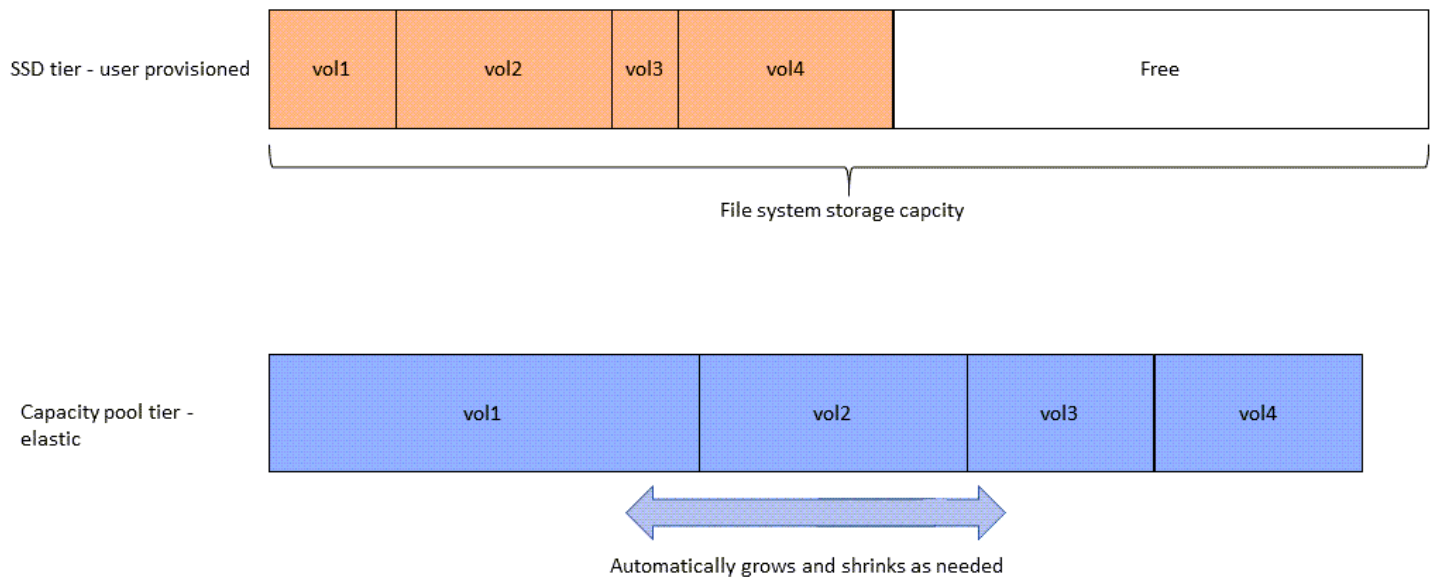 SSD tier - user provisioned
vol1
vol2
vol3
vol4
Free
File system storage capcity
Capacity pool tier -
elastic
vol1
vol2
vol3
vol4
Automatically grows and shrinks as needed